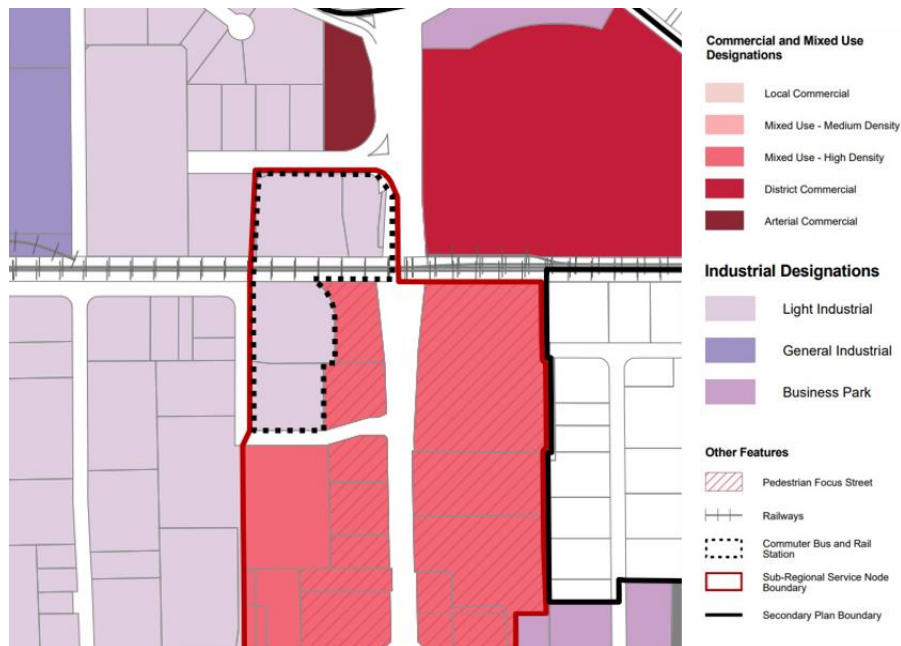 Commercial and Mixed Use
Designations
Local Commercial
Mixed Use - Medium Density
Mixed Use - High Density
District Commercial
Arterial Commercial
Industrial Designations
Light Industrial
General Industrial
Business Park
Other Features
Pedestrian Focus Street
Railways
Commuter Bus and Rail
Station
Sub-Regional Service Node
Boundary
Secondary Plan Boundary